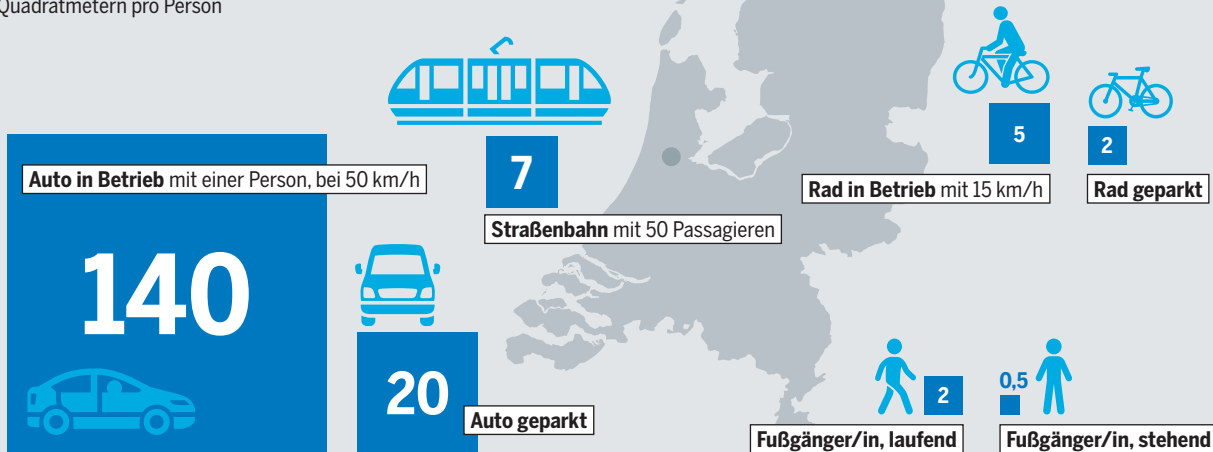 Quadratmetern pro Person
Auto in Betrieb mit einer Person, bei 50 km/h
140
20
Auto geparkt
7
Straßenbahn mit 50 Passagieren
5
Rad in Betrieb mit 15 km/h
2
Rad geparkt
2
Fußgänger/in, laufend
0,5
Fußgänger/in, stehend